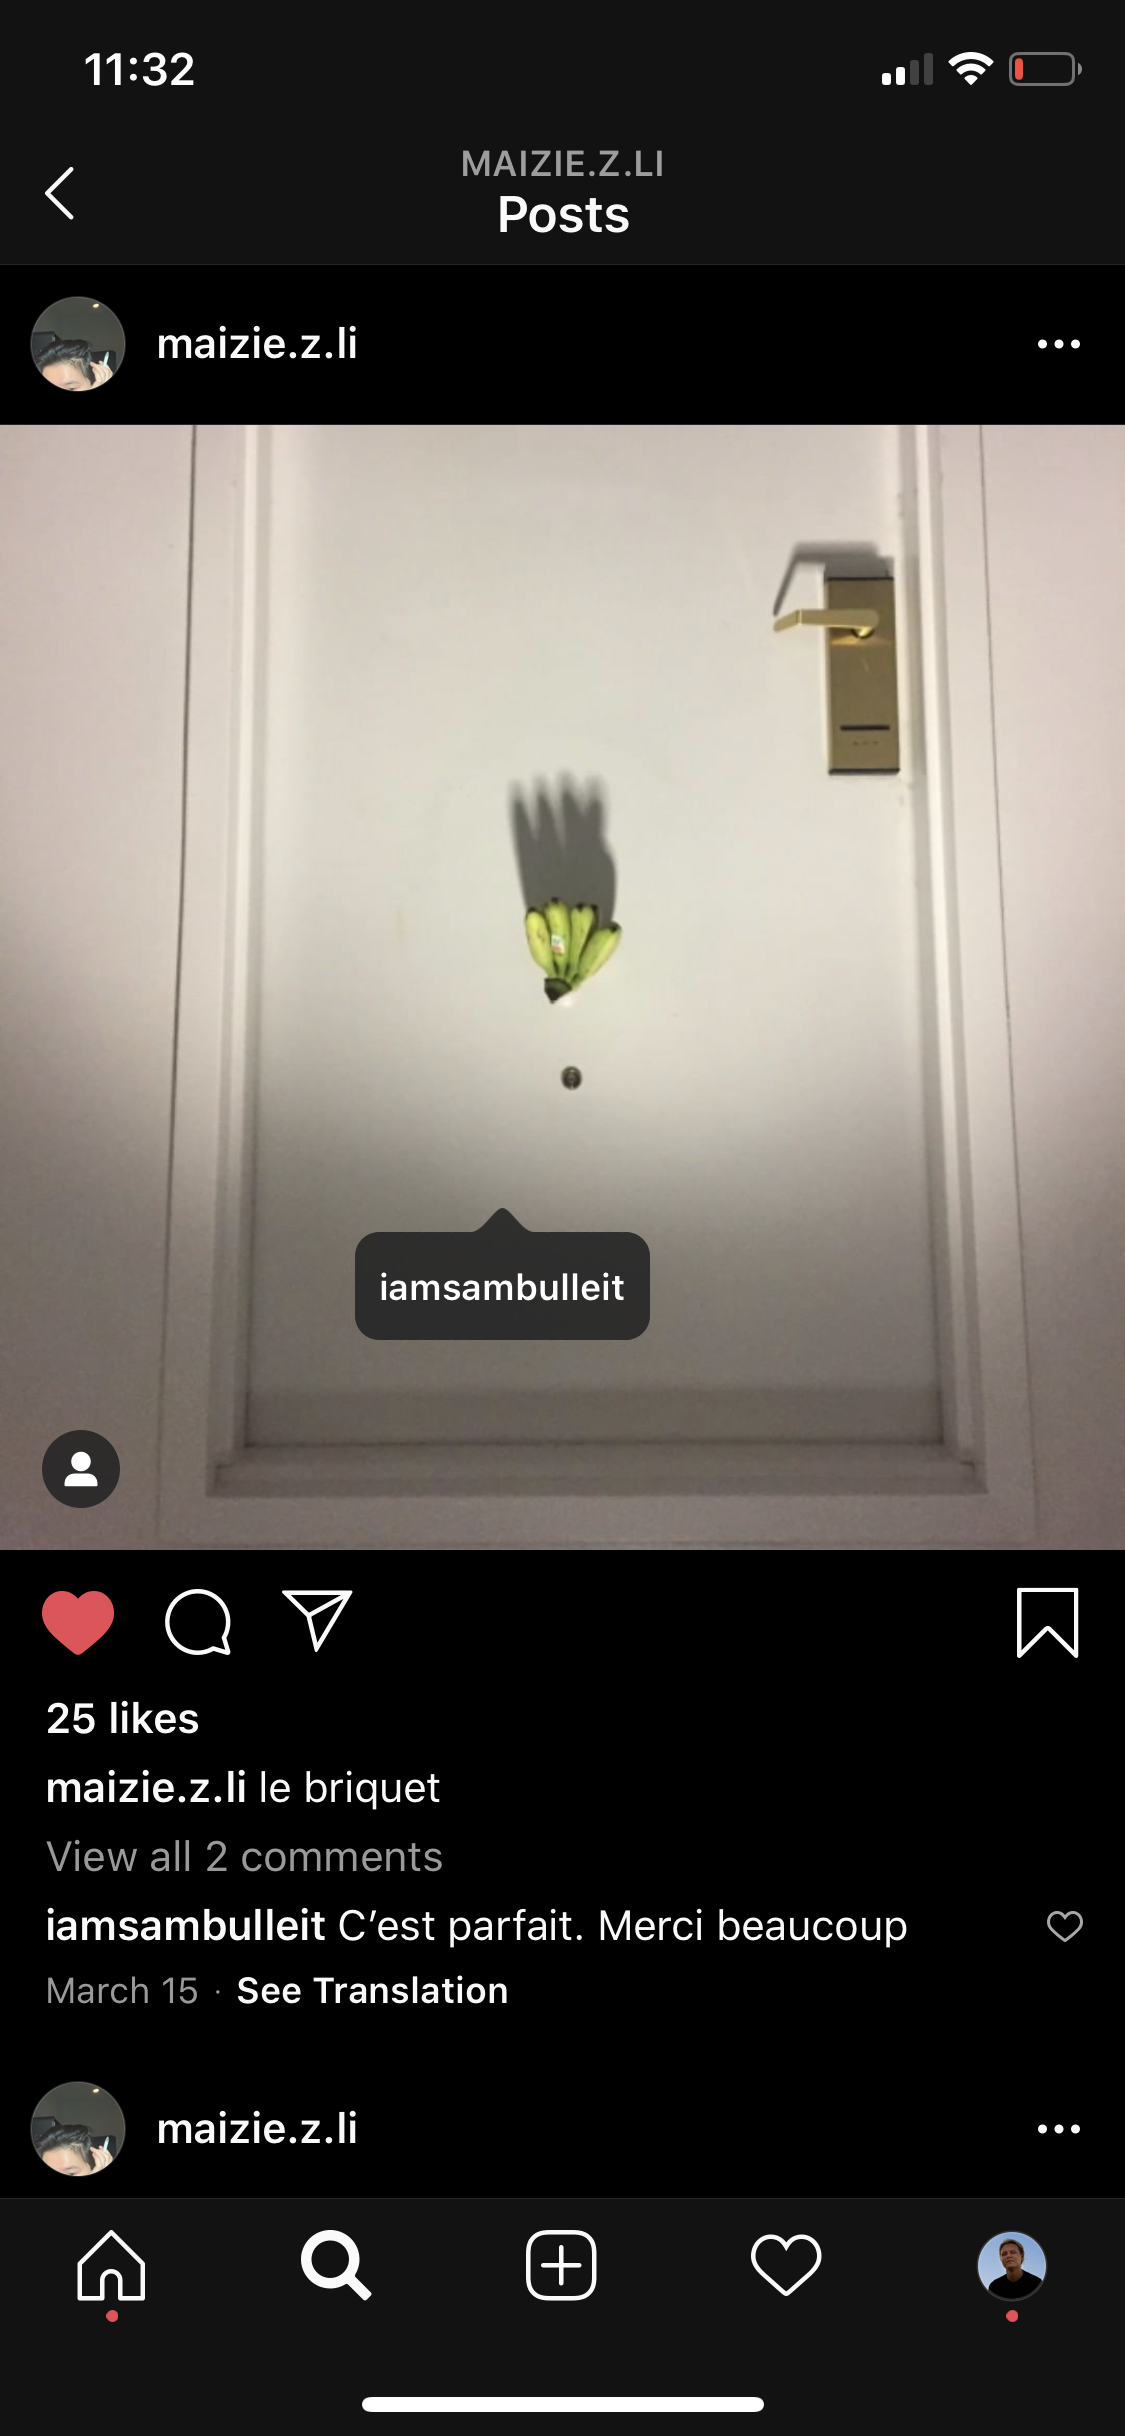 11:32
MAIZIE.Z.LI
Posts
maizie.z.li
iamsambulleit
25 likes
maizie.z.li le briquet
View all 2 comments
iamsambulleit C’est parfait. Merci beaucoup
March 15 · See Translation
maizie.z.li